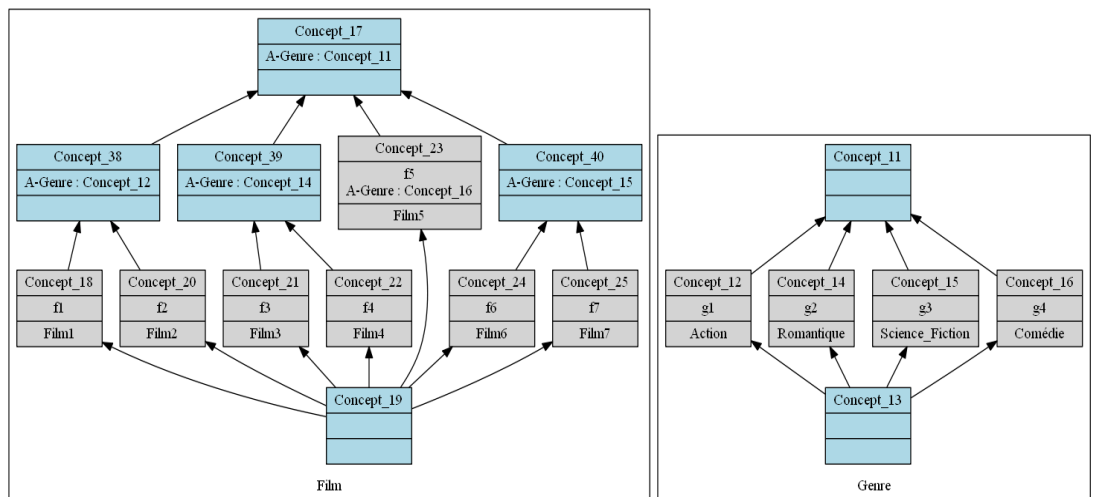 Concept_17
A-Genre : Concept_11
Concept_38
A-Genre : Concept_12
Concept_39
A-Genre : Concept_14
Concept_23
f5
A-Genre : Concept_16
Film5
Concept_40
A-Genre : Concept_15
Concept_18
f1
Film1
Concept_20
f2
Film2
Concept_21
f3
Film3
Concept_22
f4
Film4
Concept_24
f6
Film6
Concept_25
f7
Film7
Concept_19
Film
Concept_11
Concept_12
g1
Action
Concept_14
g2
Romantique
Concept_15
g3
Science_Fiction
Concept_16
g4
Comédie
Concept_13
Genre